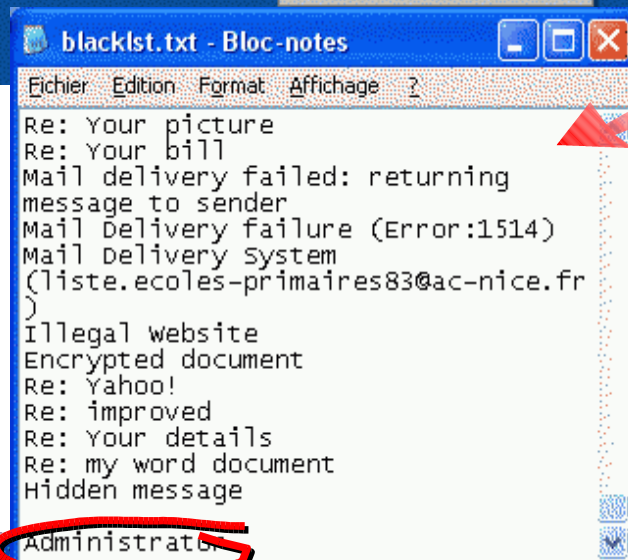 blacklst.txt - Bloc-notes
Fichier Edition Format Affichage ?
Re: Your picture
Re: Your bill
Mail delivery failed: returning
message to sender
Mail Delivery failure (Error:1514)
Mail Delivery System
(liste.ecoles-primaires83@ac-nice.fr
)
Illegal Website
Encrypted document
Re: Yahoo!
Re: improved
Re: Your details
Re: my word document
Hidden message
Administrator